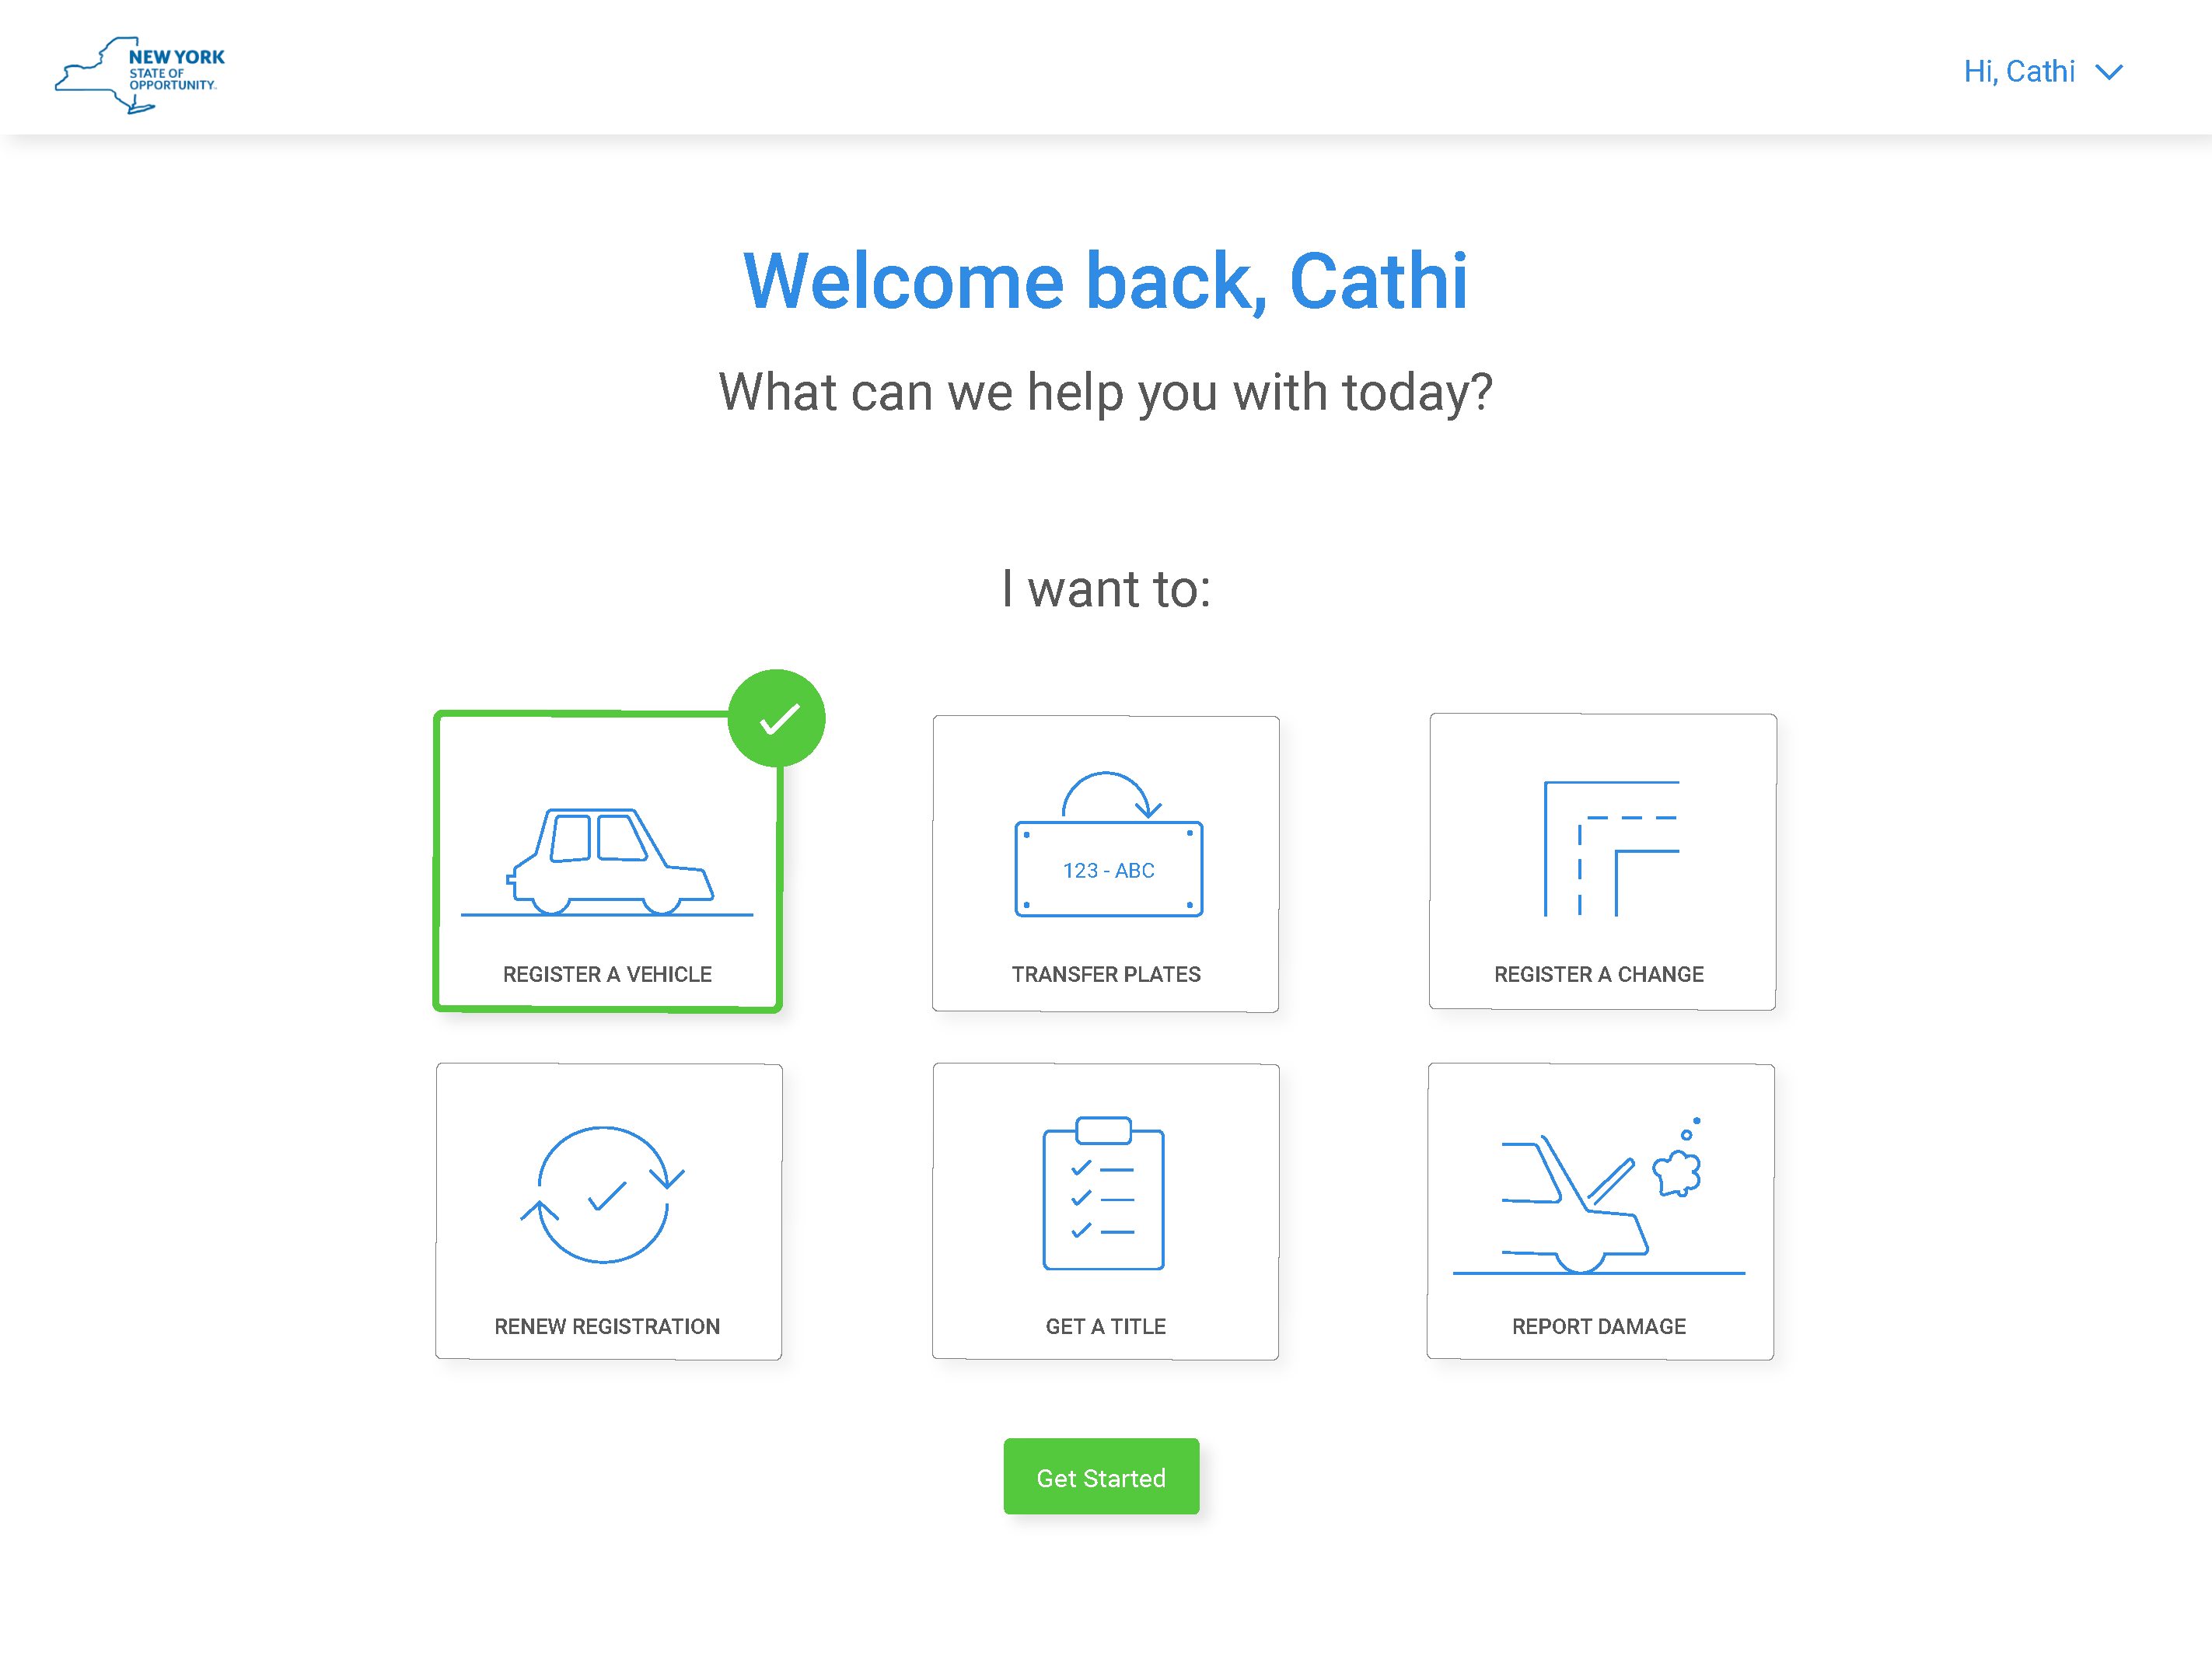 NEW YORK
STATE OF
OPPORTUNITY.
Hi, Cathi
Welcome back, Cathi
What can we help you with today?
I want to:
REGISTER A VEHICLE
123 - ABC
TRANSFER PLATES
REGISTER A CHANGE
RENEW REGISTRATION
GET A TITLE
REPORT DAMAGE
Get Started